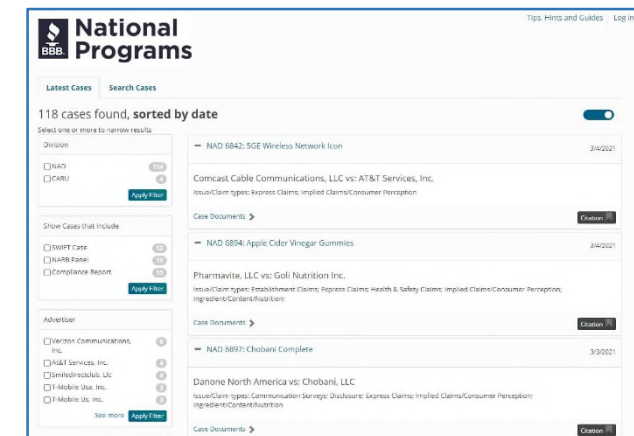 Tips, Hints and Guides Log in
BBB. National Programs
Latest Cases Search Cases
118 cases found, sorted by date
Select one or more to narrow results
Division
NAD 114
CARU 4
Apply Filter
Show Cases that include
SWIFT Case 12
NARB Panel
Compliance Report
Apply Filter
Advertiser
Verizon Communications, Inc.
At&T Services, Inc.
Smiledirectclub, Llc
T-Mobile Usa, Inc.
T-Mobile Us, Inc.
See more Apply Filter
NAD 6842: 5GE Wireless Network Icon 3/4/2021
Comcast Cable Communications, LLC vs: AT&T Services, Inc.
Issue/Claim types: Express Claims; Implied Claims/Consumer Perception
Case Documents Citation
NAD 6894: Apple Cider Vinegar Gummies 3/4/2021
Pharmavite, LLC vs: Goli Nutrition Inc.
Issue/Claim types: Establishment Claims; Express Claims; Health & Safety Claims; Implied Claims/Consumer Perception;
Ingredient/Content/Nutrition
Case Documents Citation
NAD 6897: Chobani Complete 3/3/2021
Danone North America vs: Chobani, LLC
Issue/Claim types: Communication Surveys; Disclosure; Express Claims; Implied Claims/Consumer Perception;
Ingredient/Content/Nutrition
Case Documents Citation